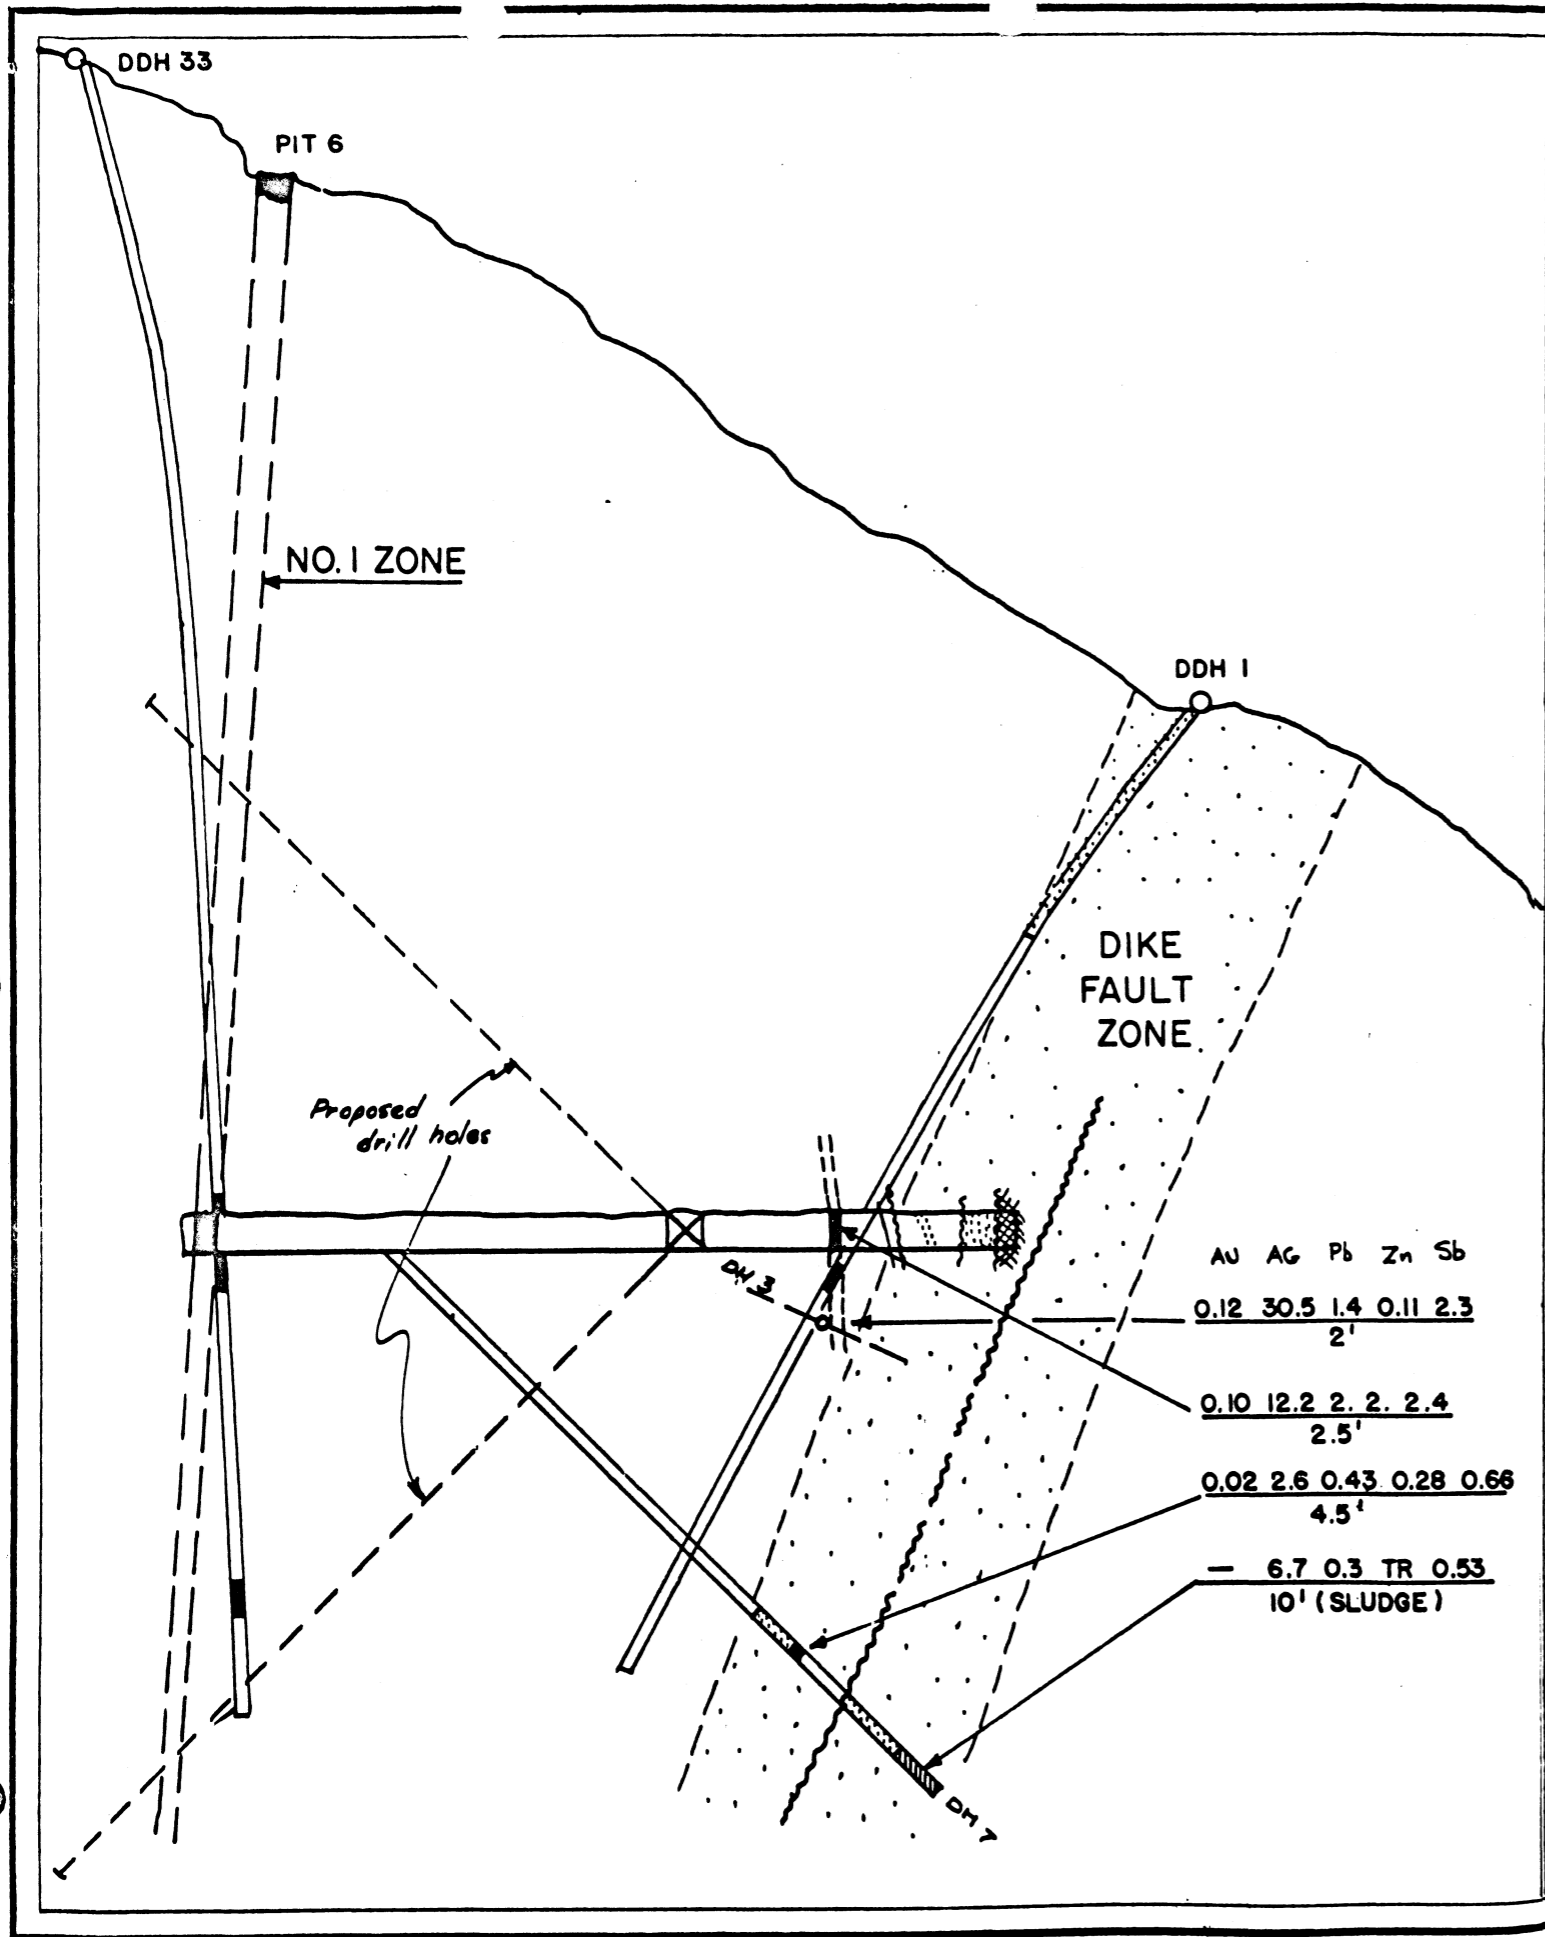 DDH 33
PIT 6
NO. 1 ZONE
DDH 1
DIKE
FAULT
ZONE
Proposed
drill holes
DH 3
AU AG Pb Zn Sb
0.12 30.5 1.4 0.11 2.3
2'
0.10 12.2 2. 2. 2.4
2.5'
0.02 2.6 0.43 0.28 0.66
4.5'
— 6.7 0.3 TR 0.53
10' (SLUDGE)
DH 7